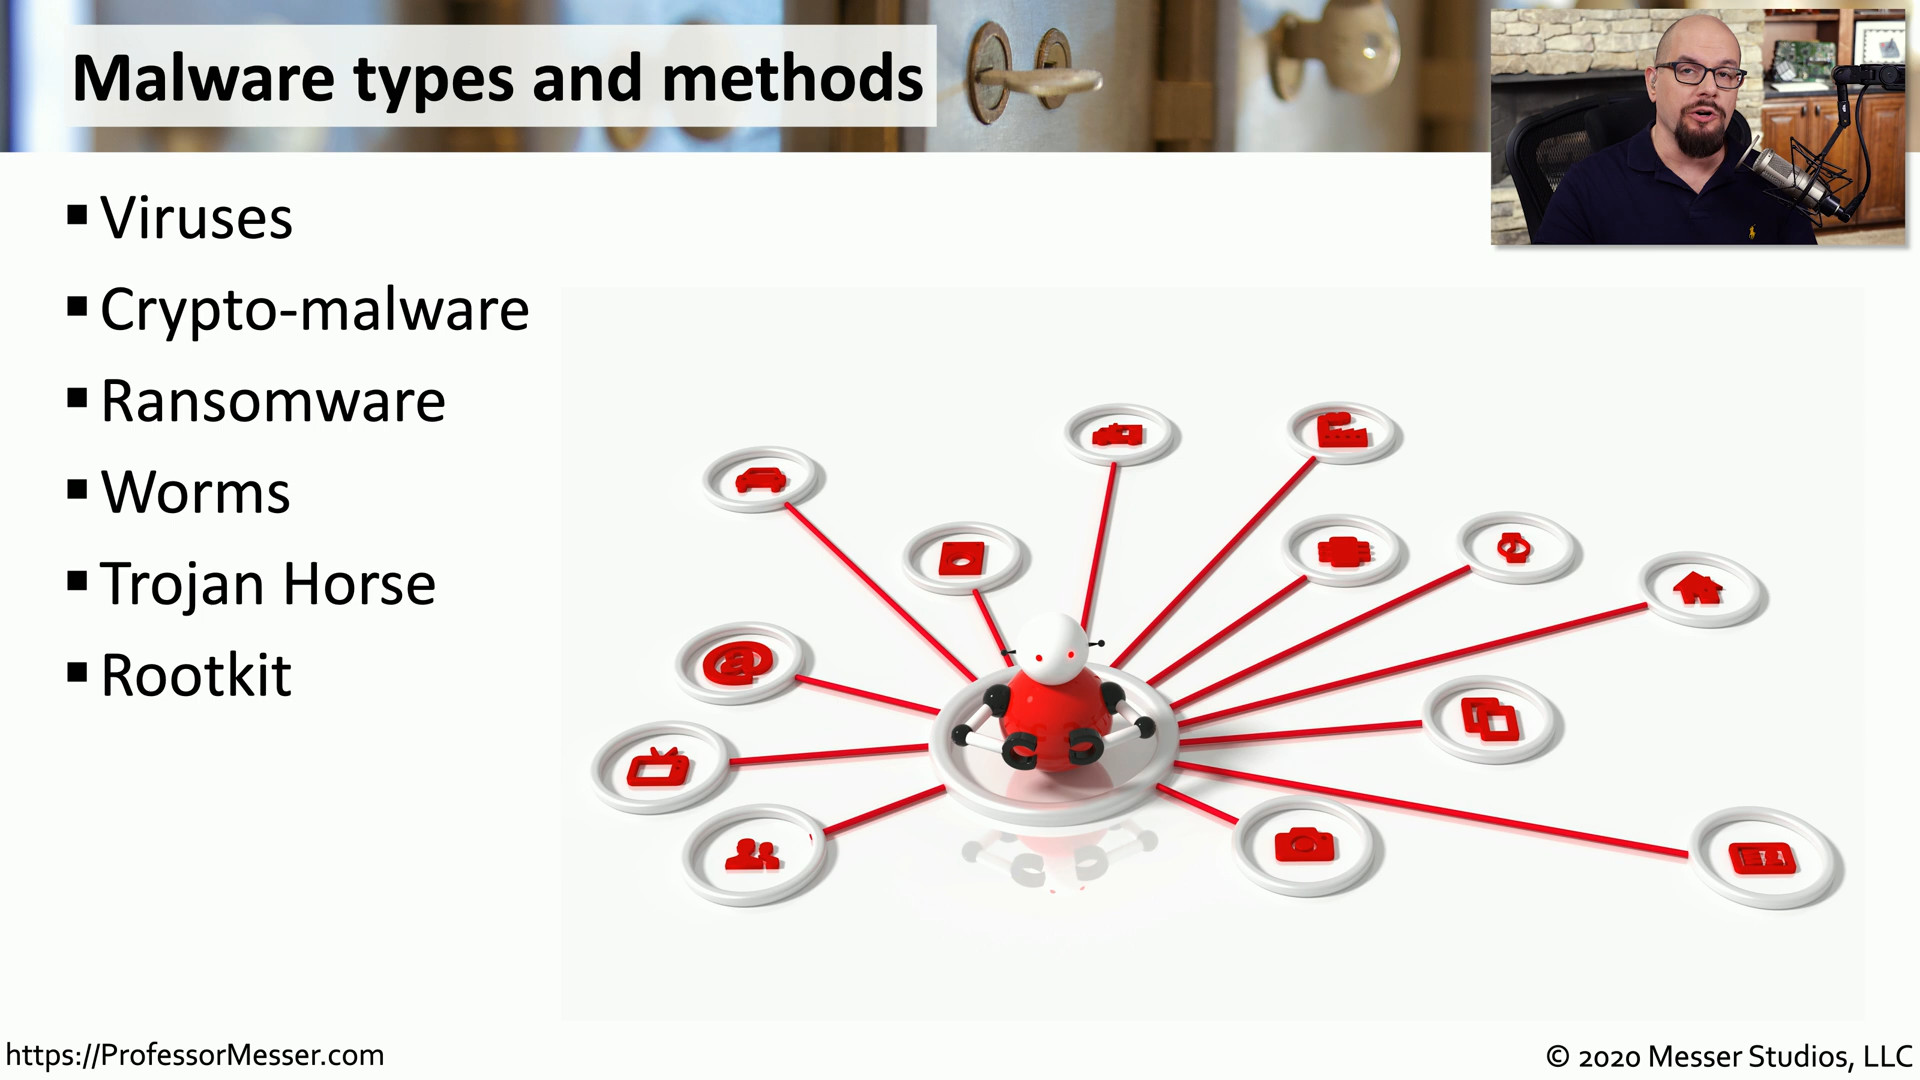 Malware types and methods
Viruses
Crypto-malware
Ransomware
Worms
Trojan Horse
Rootkit
https://ProfessorMesser.com
© 2020 Messer Studios, LLC